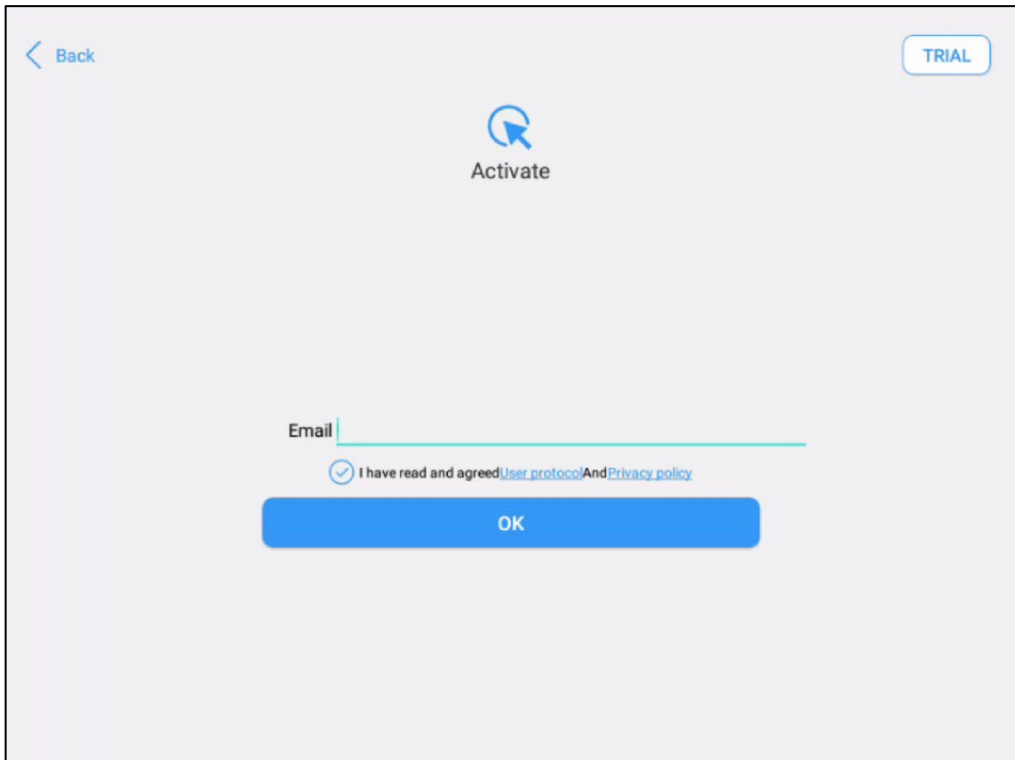 Back
TRIAL
Activate
Email
I have read and agreedUser protocolAndPrivacy policy
OK